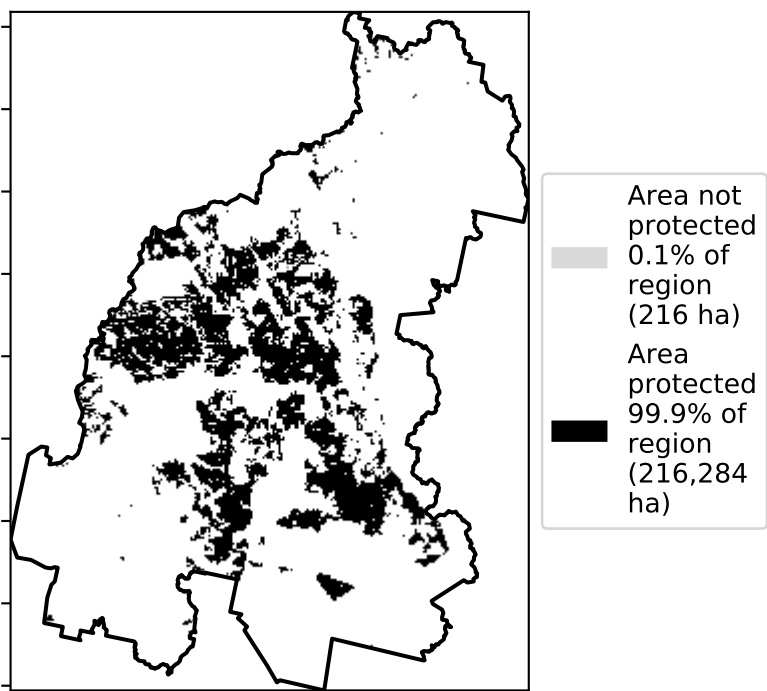 Area not
protected
0.1% of
region
(216 ha)
Area
protected
99.9% of
region
(216,284
ha)